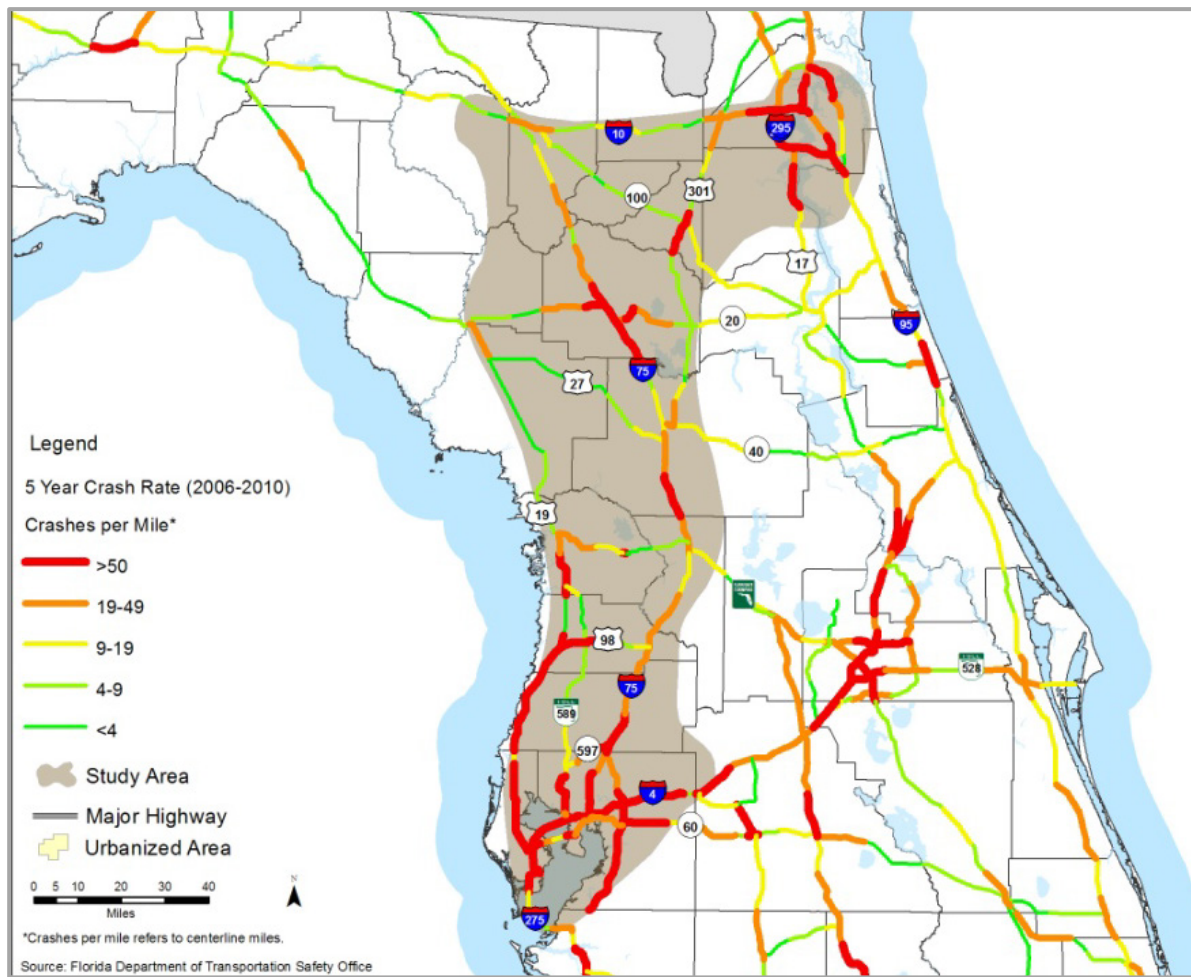 10
295
301
100
17
20
95
75
27
40
19
98
528
75
589
597
4
60
275
Legend
5 Year Crash Rate (2006-2010)
Crashes per Mile*
>50
19-49
9-19
4-9
<4
Study Area
Major Highway
Urbanized Area
0 5 10 20 30 40
Miles
N
*Crashes per mile refers to centerline miles.
Source: Florida Department of Transportation Safety Office